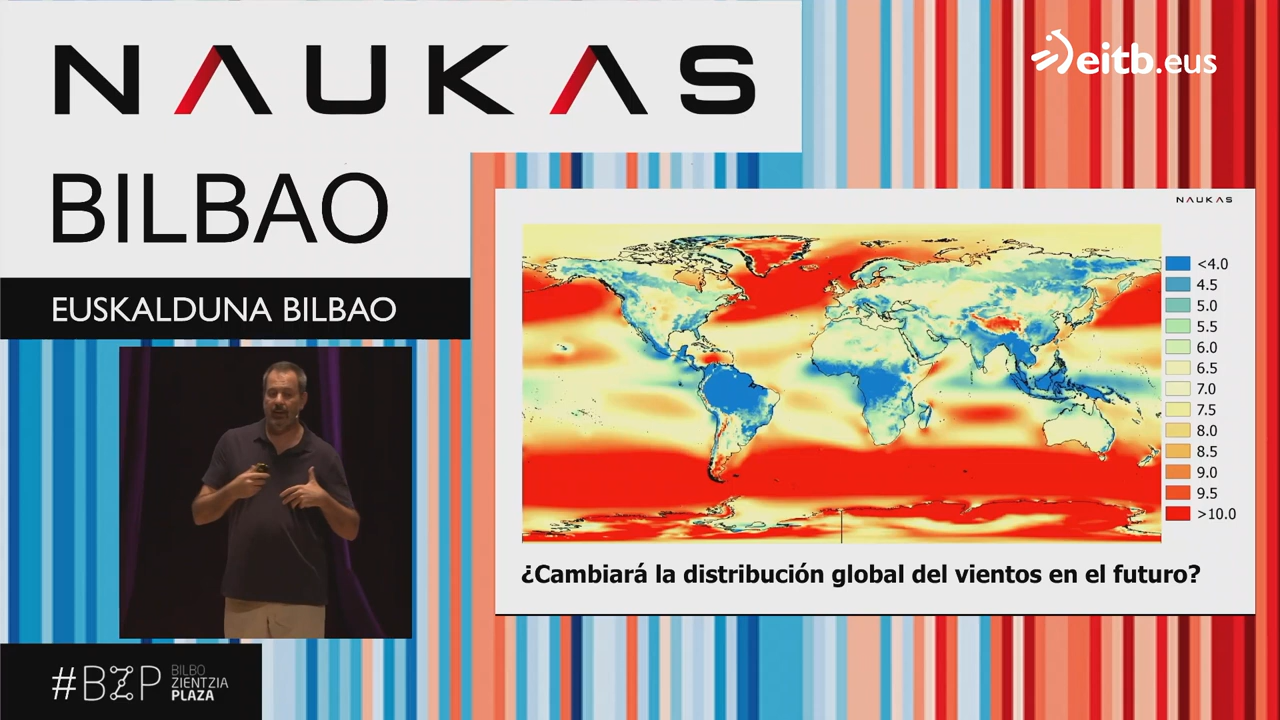 NAUKAS
BILBAO
EUSKALDUNA BILBAO
eitb.eus
NAUKAS
<4.0
4.5
5.0
5.5
6.0
6.5
7.0
7.5
8.0
8.5
9.0
9.5
>10.0
¿Cambiará la distribución global del vientos en el futuro?
#BZP BILBO
ZIENTZIA
PLAZA